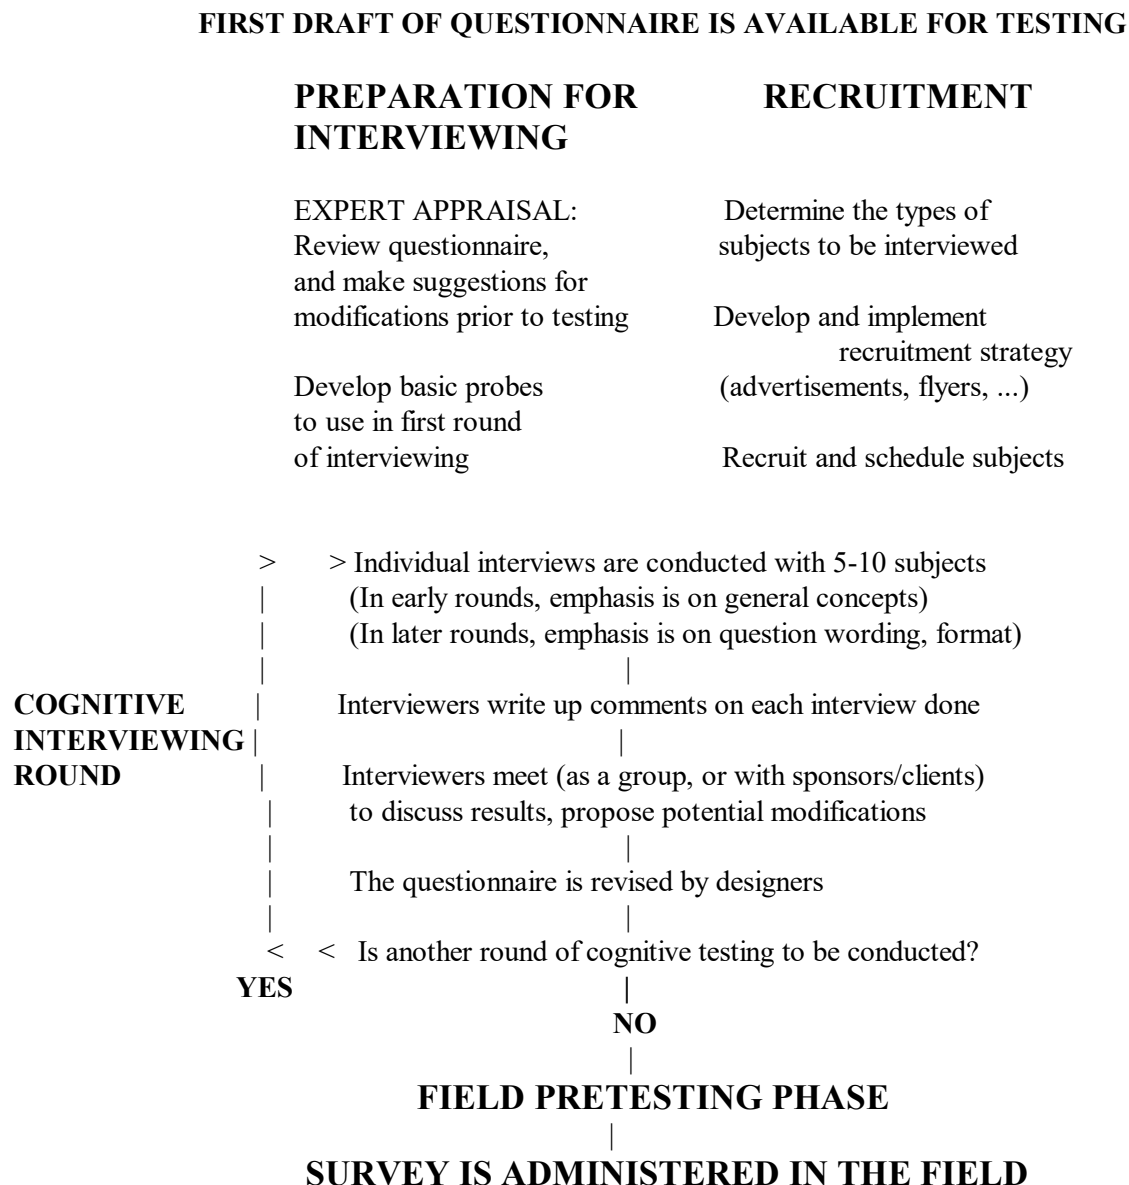 FIRST DRAFT OF QUESTIONNAIRE IS AVAILABLE FOR TESTING
PREPARATION FOR
INTERVIEWING
RECRUITMENT
EXPERT APPRAISAL:
Review questionnaire,
and make suggestions for
modifications prior to testing
Develop basic probes
to use in first round
of interviewing
Determine the types of
subjects to be interviewed
Develop and implement
recruitment strategy
(advertisements, flyers, ...)
Recruit and schedule subjects
> > Individual interviews are conducted with 5-10 subjects
(In early rounds, emphasis is on general concepts)
(In later rounds, emphasis is on question wording, format)
COGNITIVE
INTERVIEWING
ROUND
Interviewers write up comments on each interview done
Interviewers meet (as a group, or with sponsors/clients)
to discuss results, propose potential modifications
The questionnaire is revised by designers
< < Is another round of cognitive testing to be conducted?
YES
NO
FIELD PRETESTING PHASE
SURVEY IS ADMINISTERED IN THE FIELD